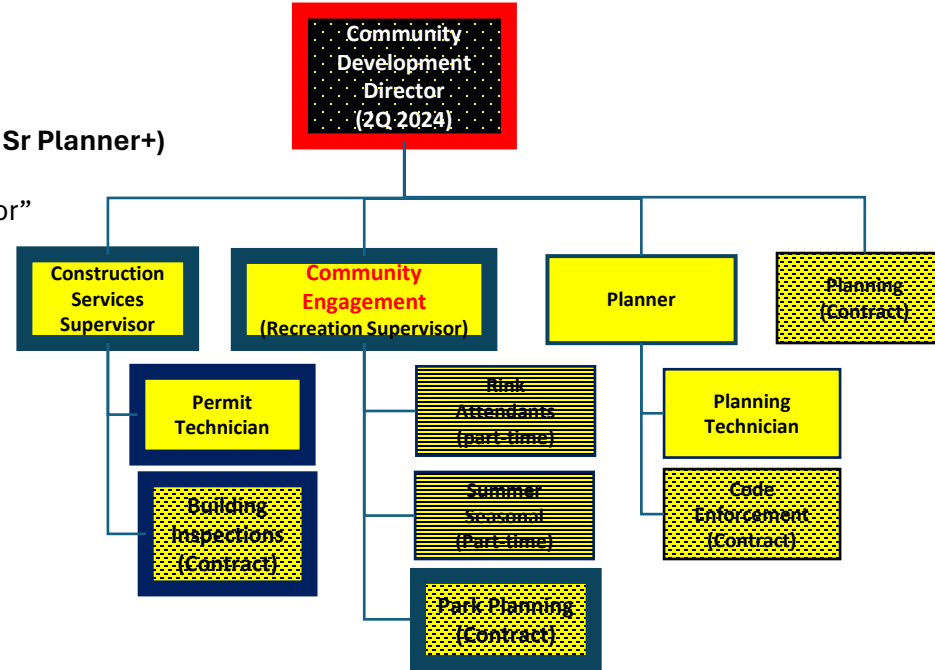 Community
Development
Director
(2Q 2024)
Sr Planner+)
or”
Construction
Services
Supervisor
Community
Engagement
(Recreation Supervisor)
Planner
Planning
(Contract)
Permit
Technician
Rink
Attendants
(part-time)
Planning
Technician
Building
Inspections
(Contract)
Summer
Seasonal
(Part-time)
Code
Enforcement
(Contract)
Park Planning
(Contract)